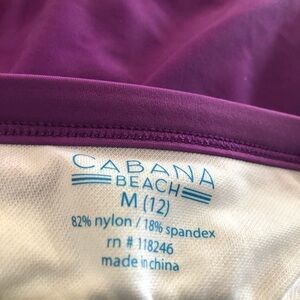 CABANA
BEACH
M (12)
82% nylon / 18% spandex
rn # 118246
made in china